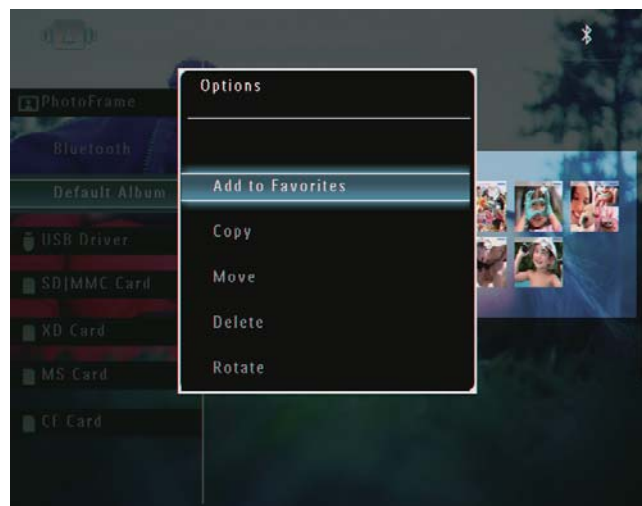 Options
PhotoFrame
Bluetooth
Default Album
USB Driver
SD|MMC Card
XD Card
MS Card
CF Card
Add to Favorites
Copy
Move
Delete
Rotate